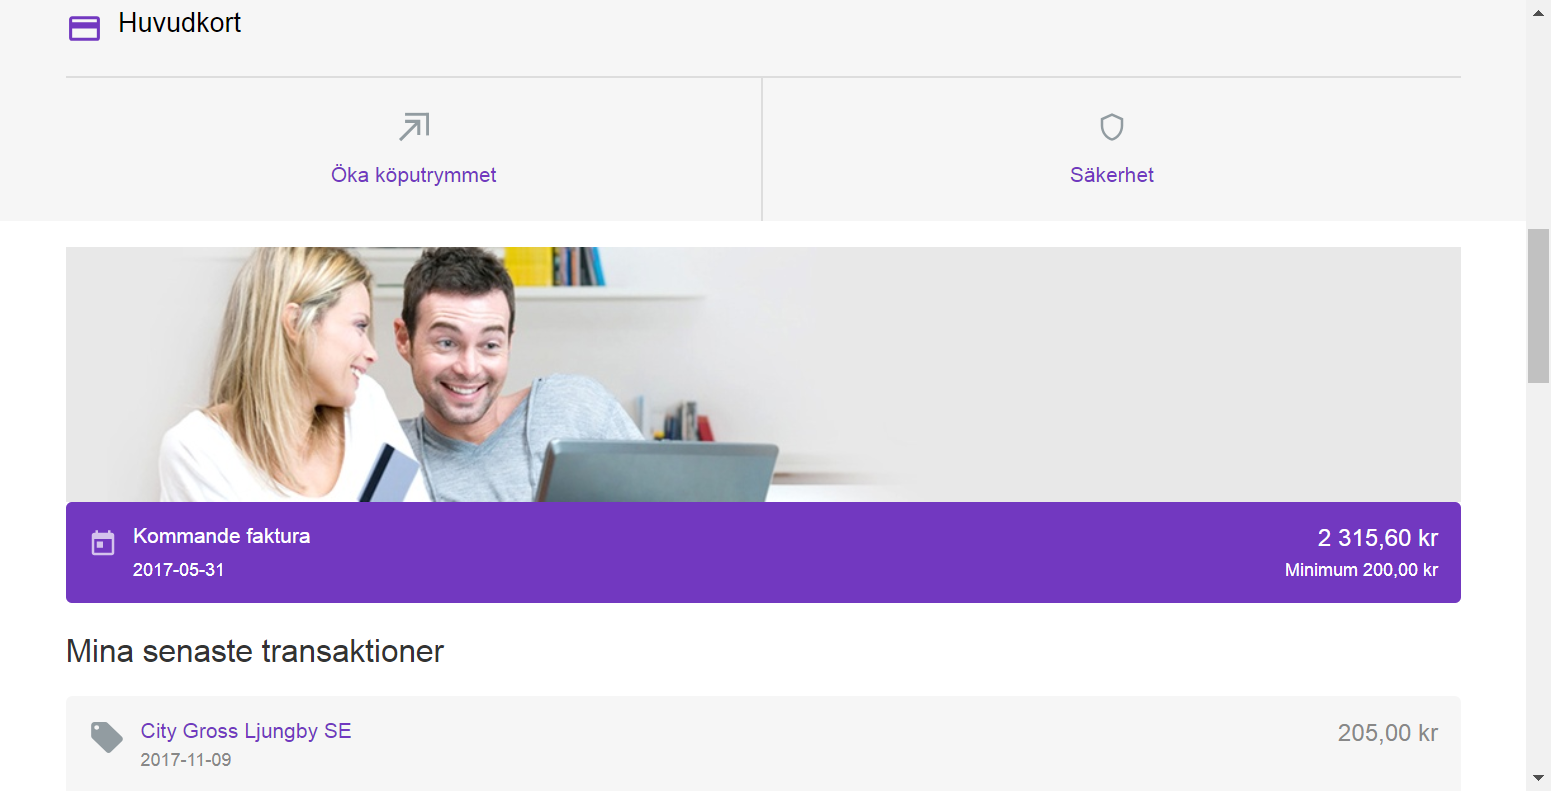 Huvudkort
Öka köputrymmet
Säkerhet
Kommande faktura
2 315,60 kr
2017-05-31
Minimum 200,00 kr
Mina senaste transaktioner
City Gross Ljungby SE
205,00 kr
2017-11-09